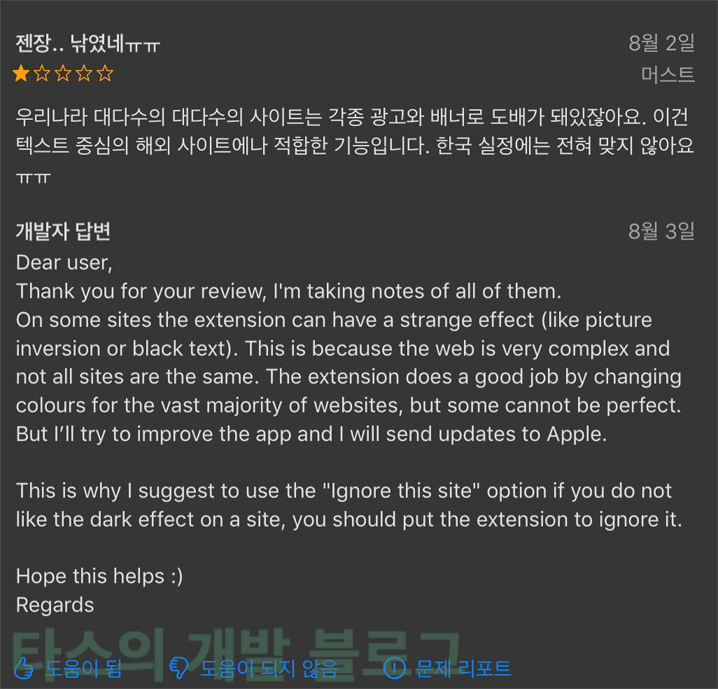 젠장.. 낚였네ㅠㅠ
8월 2일
머스트
우리나라 대다수의 대다수의 사이트는 각종 광고와 배너로 도배가 돼있잖아요. 이건
텍스트 중심의 해외 사이트에나 적합한 기능입니다. 한국 실정에는 전혀 맞지 않아요
ㅠㅠ
개발자 답변
8월 3일
Dear user,
Thank you for your review, I'm taking notes of all of them.
On some sites the extension can have a strange effect (like picture
inversion or black text). This is because the web is very complex and
not all sites are the same. The extension does a good job by changing
colours for the vast majority of websites, but some cannot be perfect.
But I’ll try to improve the app and I will send updates to Apple.
This is why I suggest to use the "Ignore this site" option if you do not
like the dark effect on a site, you should put the extension to ignore it.
Hope this helps :)
Regards
타스의 개발 블로그
도움이 됨
도움이 되지 않음
문제 리포트